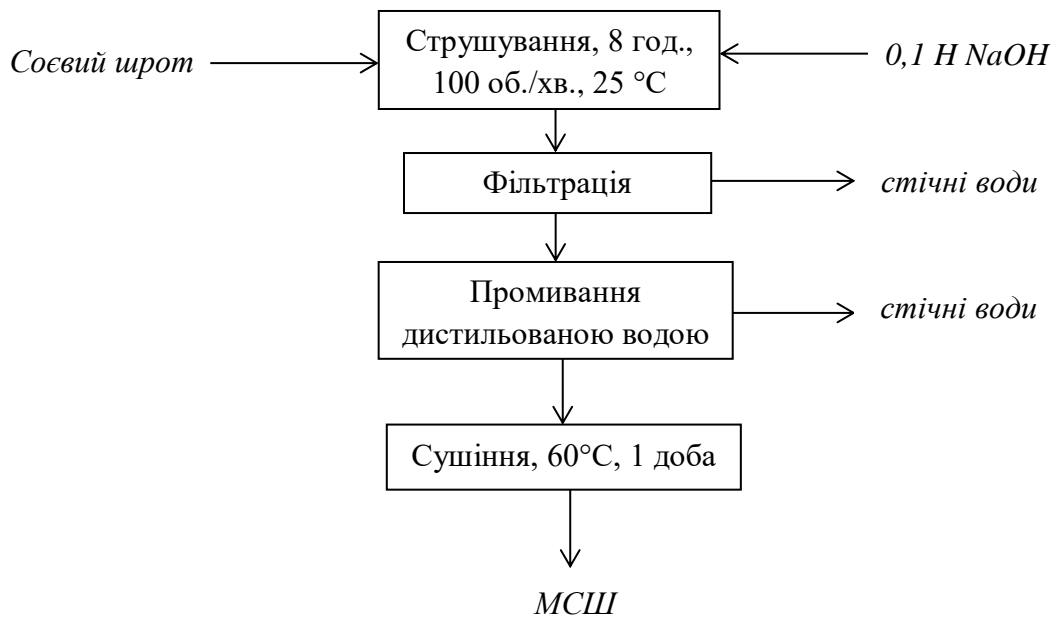 Соєвий шрот
Струшування, 8 год.,
100 об./хв., 25 °С
0,1 Н NaOH
Фільтрація
стічні води
Промивання
дистильованою водою
стічні води
Сушіння, 60°С, 1 доба
МСШ